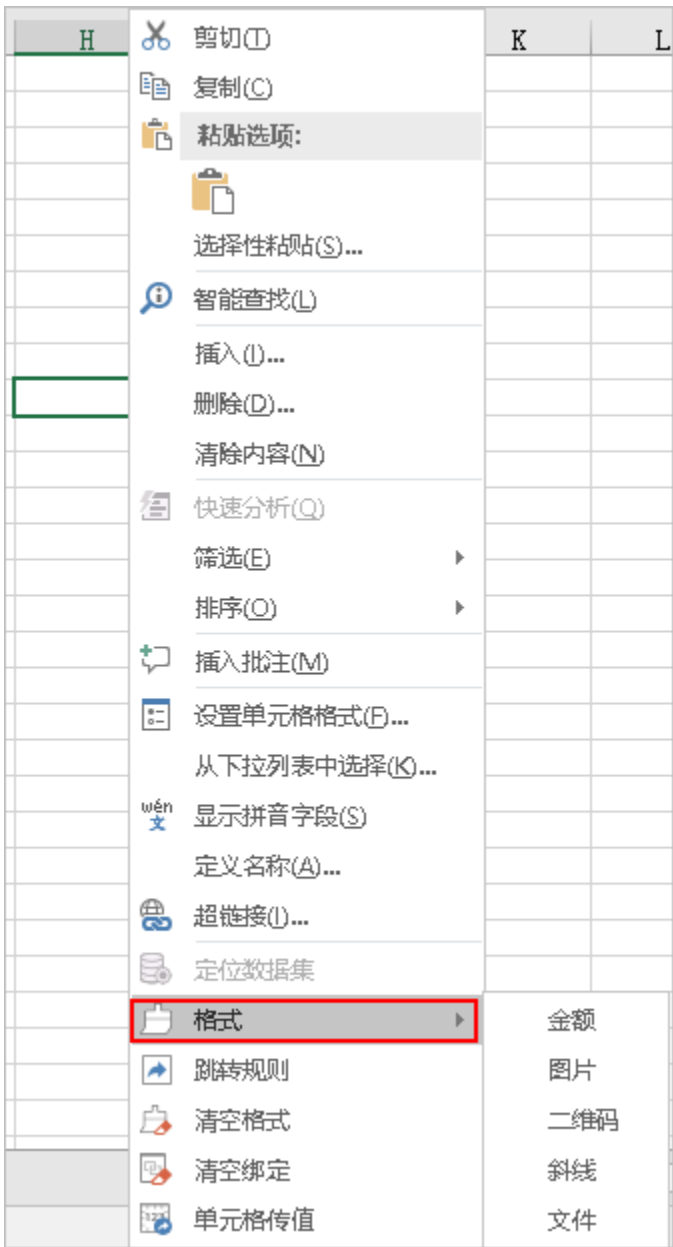 H
K
L
剪切(T)
复制(C)
粘贴选项:
选择性粘贴(S)...
智能查找(L)
插入(I)...
删除(D)...
清除内容(N)
快速分析(Q)
筛选(E)
排序(O)
插入批注(M)
设置单元格格式(F)...
从下拉列表中选择(K)...
wén
文
显示拼音字段(S)
定义名称(A)...
超链接(I)...
定位数据集
格式
金额
跳转规则
图片
清空格式
二维码
清空绑定
斜线
123
单元格传值
文件